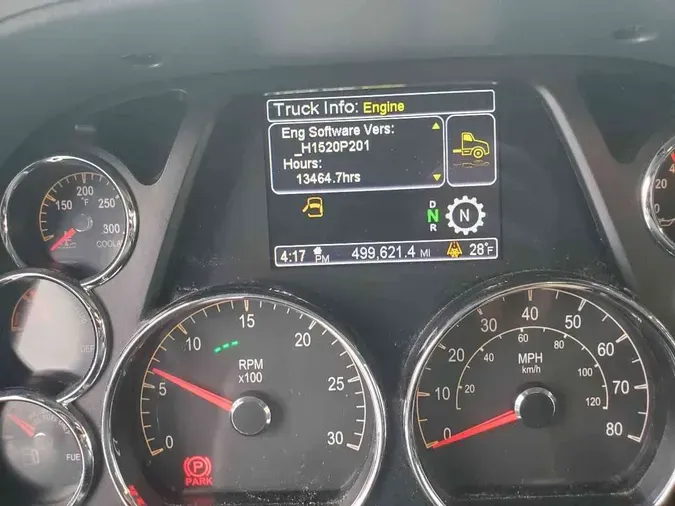 Truck Info: Engine
Eng Software Vers:
_H1520P201
Hours:
13464.7hrs
D
N
R
N
4:17 PM 499,621.4 MI 28°F
150 200 250 300
°F
COOLANT
DEF
FUEL
0 5 10 15 20 25 30
RPM
x100
PARK
0 10 20 30 40 50 60 70 80
20 40 60 80 100 120
MPH
km/h